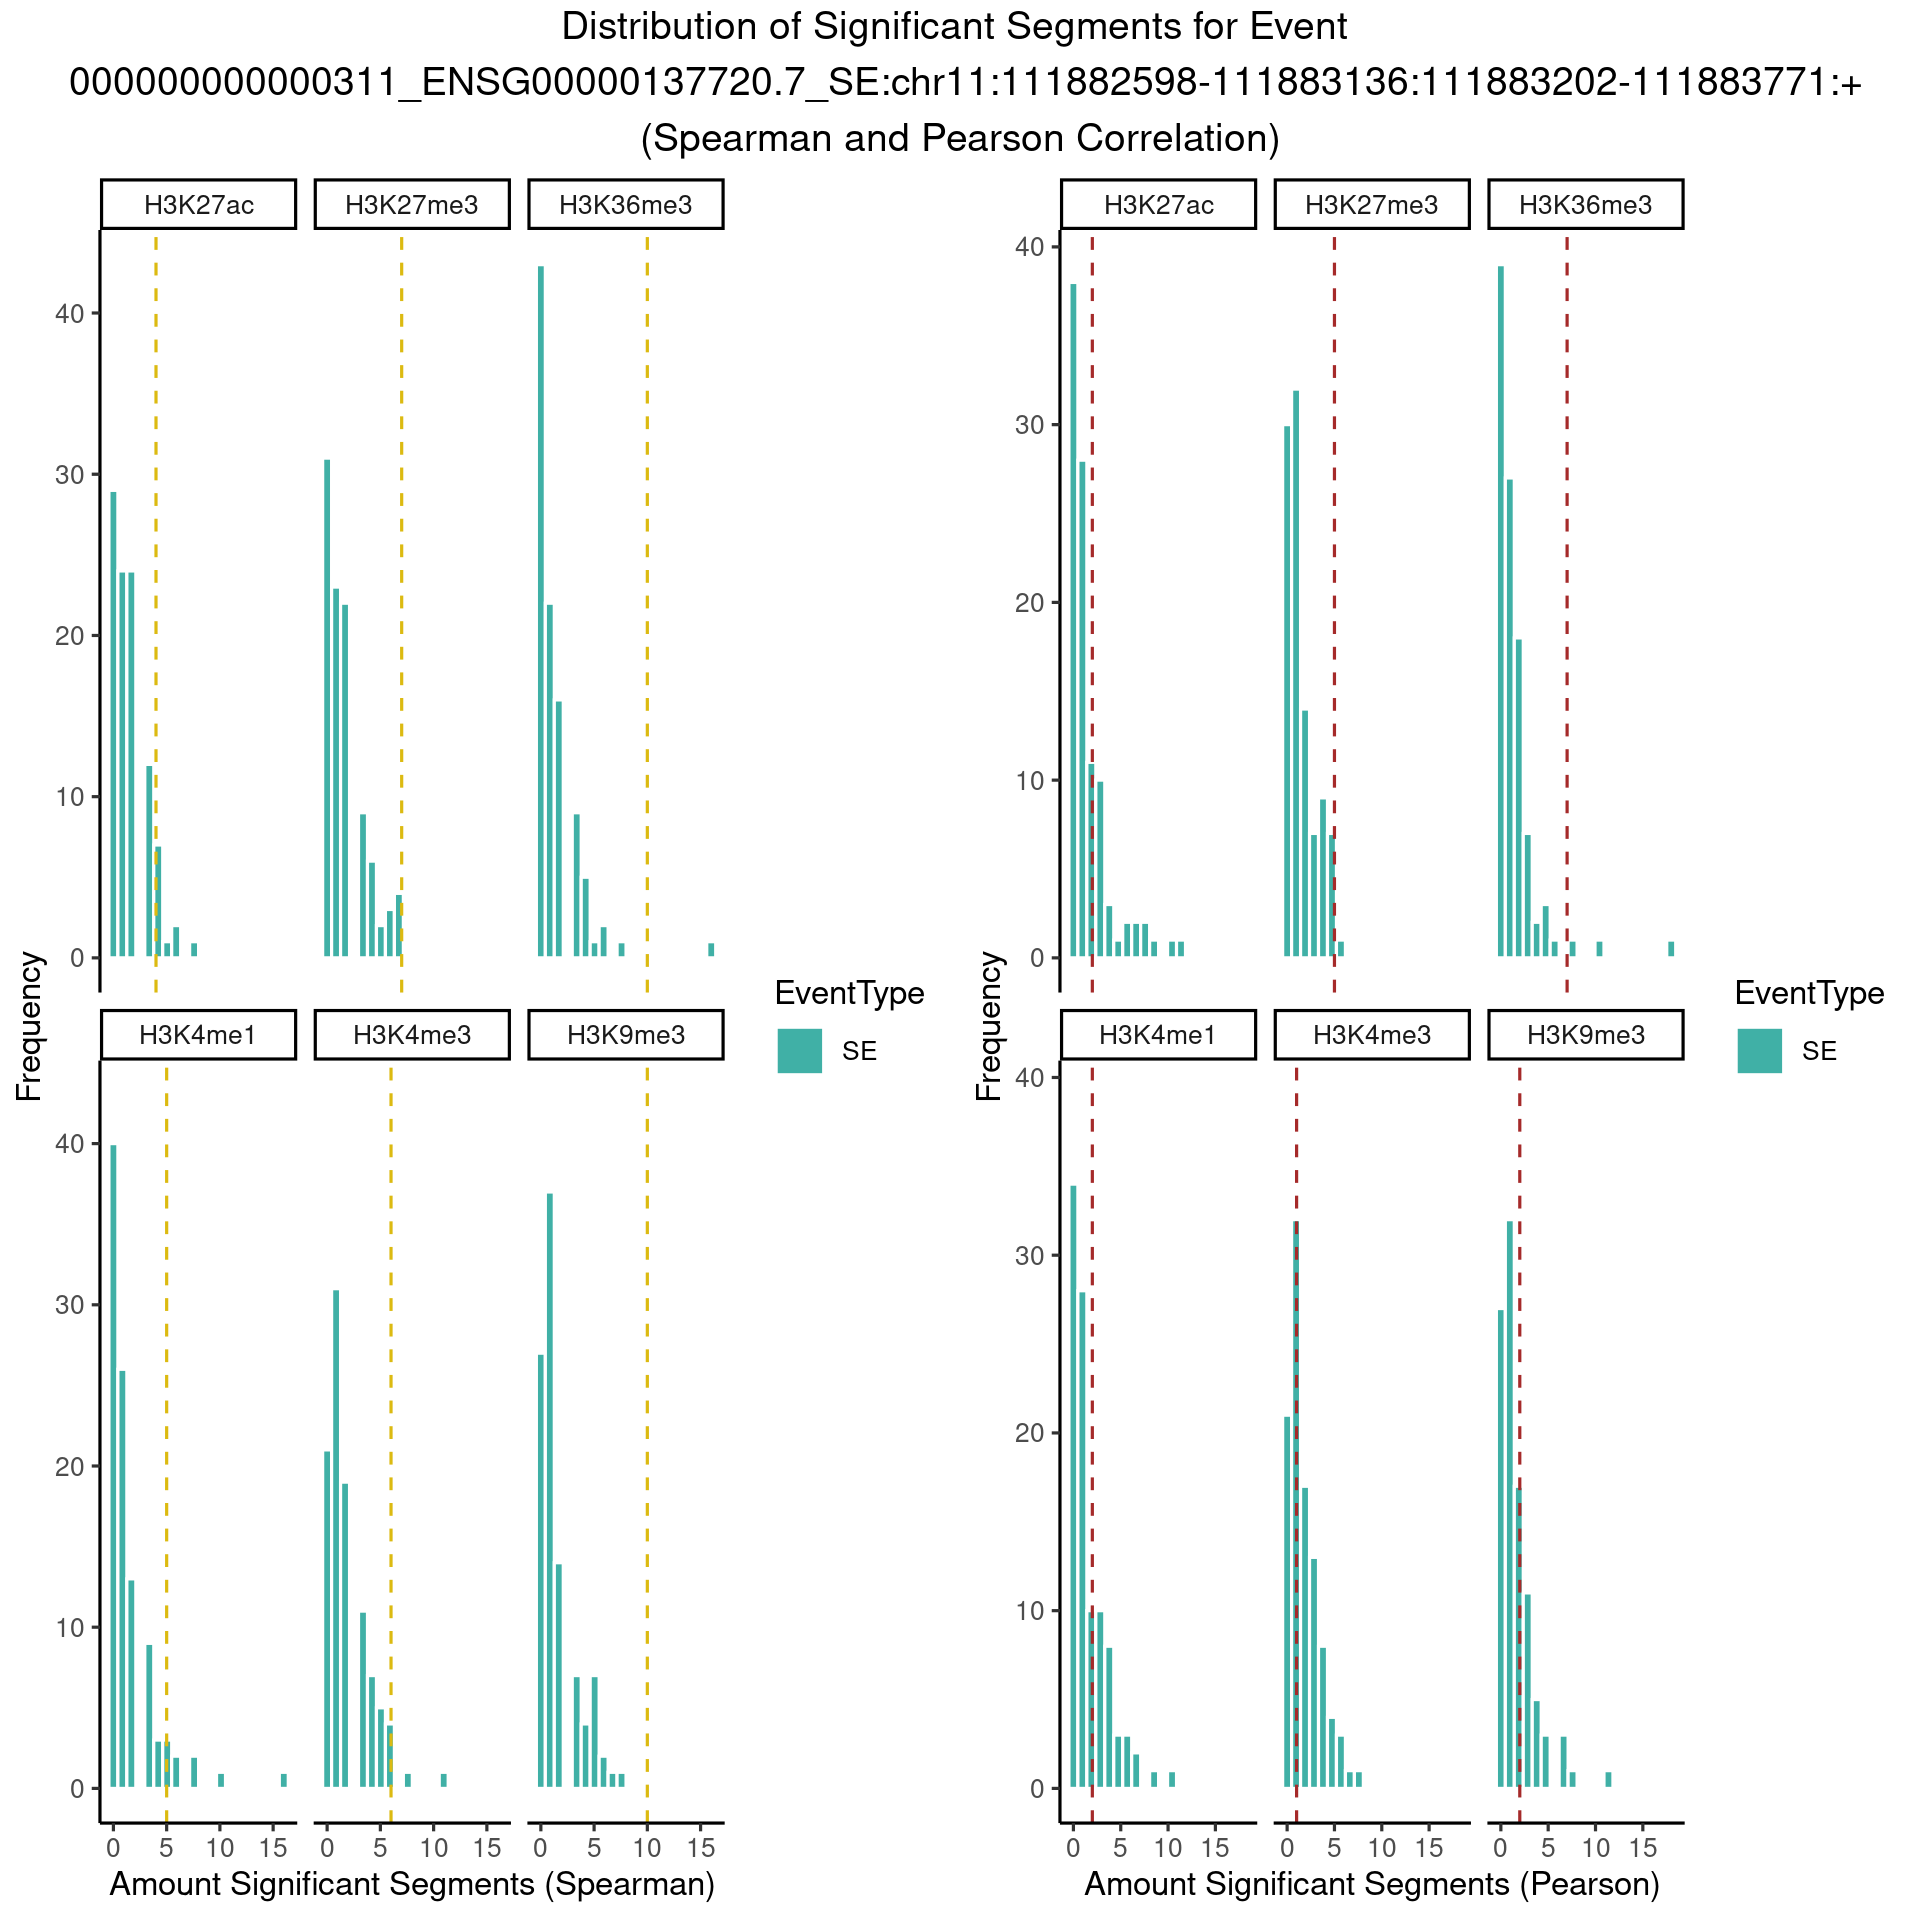 Distribution of Significant Segments for Event
000000000000311_ENSG00000137720.7_SE:chr11:111882598-111883136:111883202-111883771:+
(Spearman and Pearson Correlation)
H3K27ac H3K27me3 H3K36me3
40
30
20
10
0
H3K4me1 H3K4me3 H3K9me3
40
30
20
10
0
0 5 10 15 0 5 10 15 0 5 10 15
Frequency
Amount Significant Segments (Spearman)
EventType
SE
H3K27ac H3K27me3 H3K36me3
40
30
20
10
0
H3K4me1 H3K4me3 H3K9me3
40
30
20
10
0
0 5 10 15 0 5 10 15 0 5 10 15
Frequency
Amount Significant Segments (Pearson)
EventType
SE